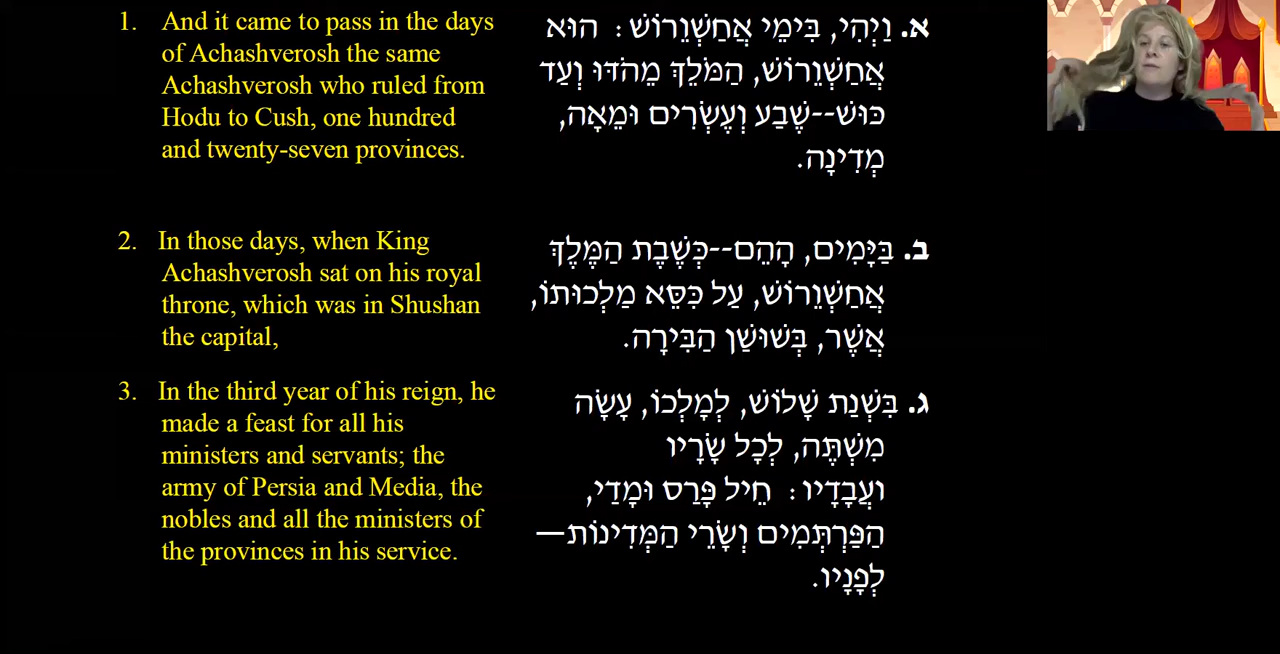 1. And it came to pass in the days
of Achashverosh the same
Achashverosh who ruled from
Hodu to Cush, one hundred
and twenty-seven provinces.
א. וַיְהִי, בִּימֵי אֲחַשְׁוֵרוֹשׁ: הוּא
אֲחַשְׁוֵרוֹשׁ, הַמֹּלֵךְ מֵהֹדּוּ וְעַד
כּוּשׁ--שֶׁבַע וְעֶשְׂרִים וּמֵאָה,
מְדִינָה.
2. In those days, when King
Achashverosh sat on his royal
throne, which was in Shushan
the capital,
ב. בַּיָּמִים, הָהֵם--כְּשֶׁבֶת הַמֶּלֶךְ
אֲחַשְׁוֵרוֹשׁ, עַל כִּסֵּא מַלְכוּתוֹ,
אֲשֶׁר, בְּשׁוּשַׁן הַבִּירָה.
3. In the third year of his reign, he
made a feast for all his
ministers and servants; the
army of Persia and Media, the
nobles and all the ministers of
the provinces in his service.
ג. בִּשְׁנַת שָׁלוֹשׁ, לְמָלְכוֹ, עָשָׂה
מִשְׁתֶּה, לְכָל שָׂרָיו
וַעֲבָדָיו: חֵיל פָּרַס וּמָדַי,
הַפַּרְתְּמִים וְשָׂרֵי הַמְּדִינוֹת—
לְפָנָיו.